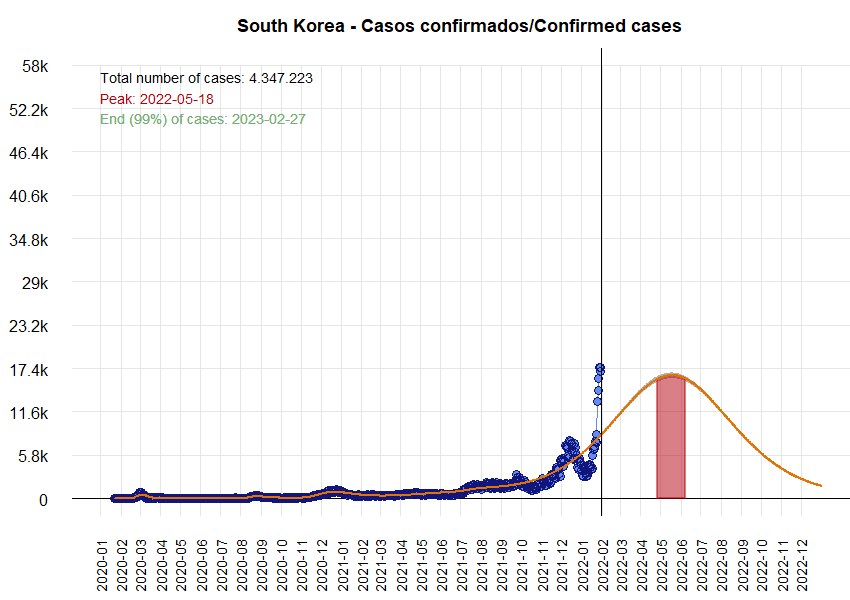 South Korea - Casos confirmados/Confirmed cases
58k
Total number of cases: 4.347.223
Peak: 2022-05-18
52.2k
End (99%) of cases: 2023-02-27
46.4k
40.6k
34.8k
29k
23.2k
17.4k
11.6k
5.8k
0
2020-01
2020-02
2020-03
2020-04
2020-05
2020-06
2020-07
2020-08
2020-09
2020-10
2020-11
2020-12
2021-01
2021-02
2021-03
2021-04
2021-05
2021-06
2021-07
2021-08
2021-09
2021-10
2021-11
2021-12
2022-01
2022-02
2022-03
2022-04
2022-05
2022-06
2022-07
2022-08
2022-09
2022-10
2022-11
2022-12